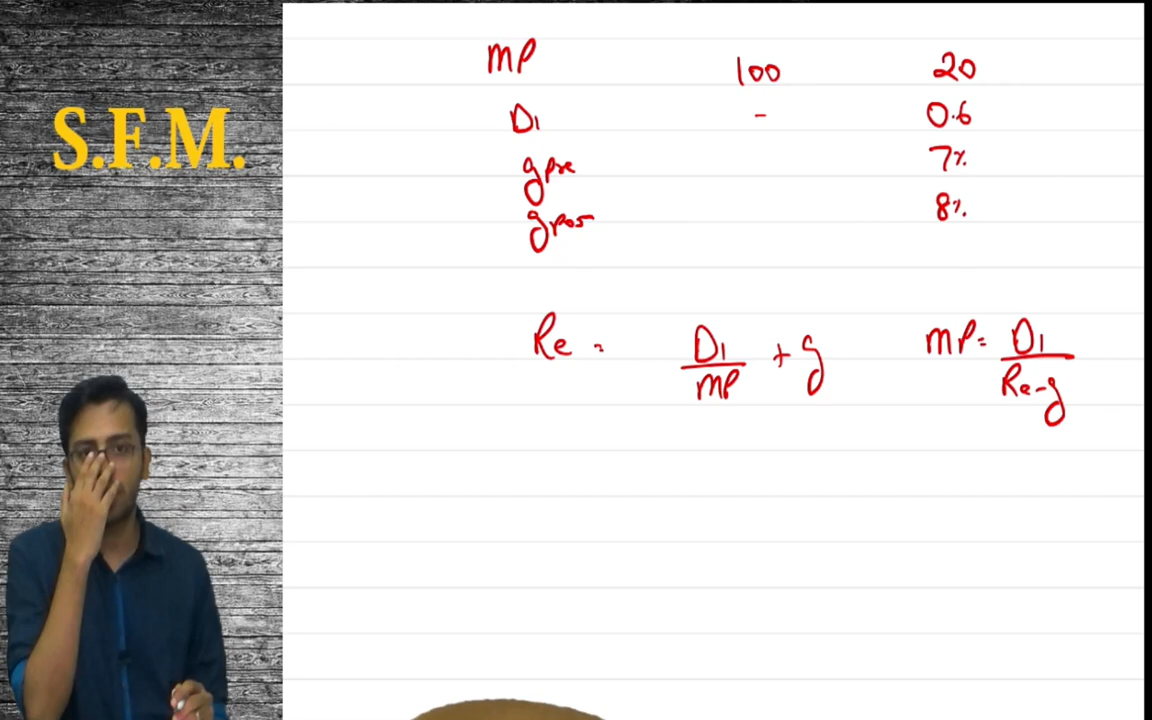 S.F.M.
MP 100 20
D1 - 0.6
gpre 7%
gpos 8%
Re = D1/MP + g
MP = D1/Re-g